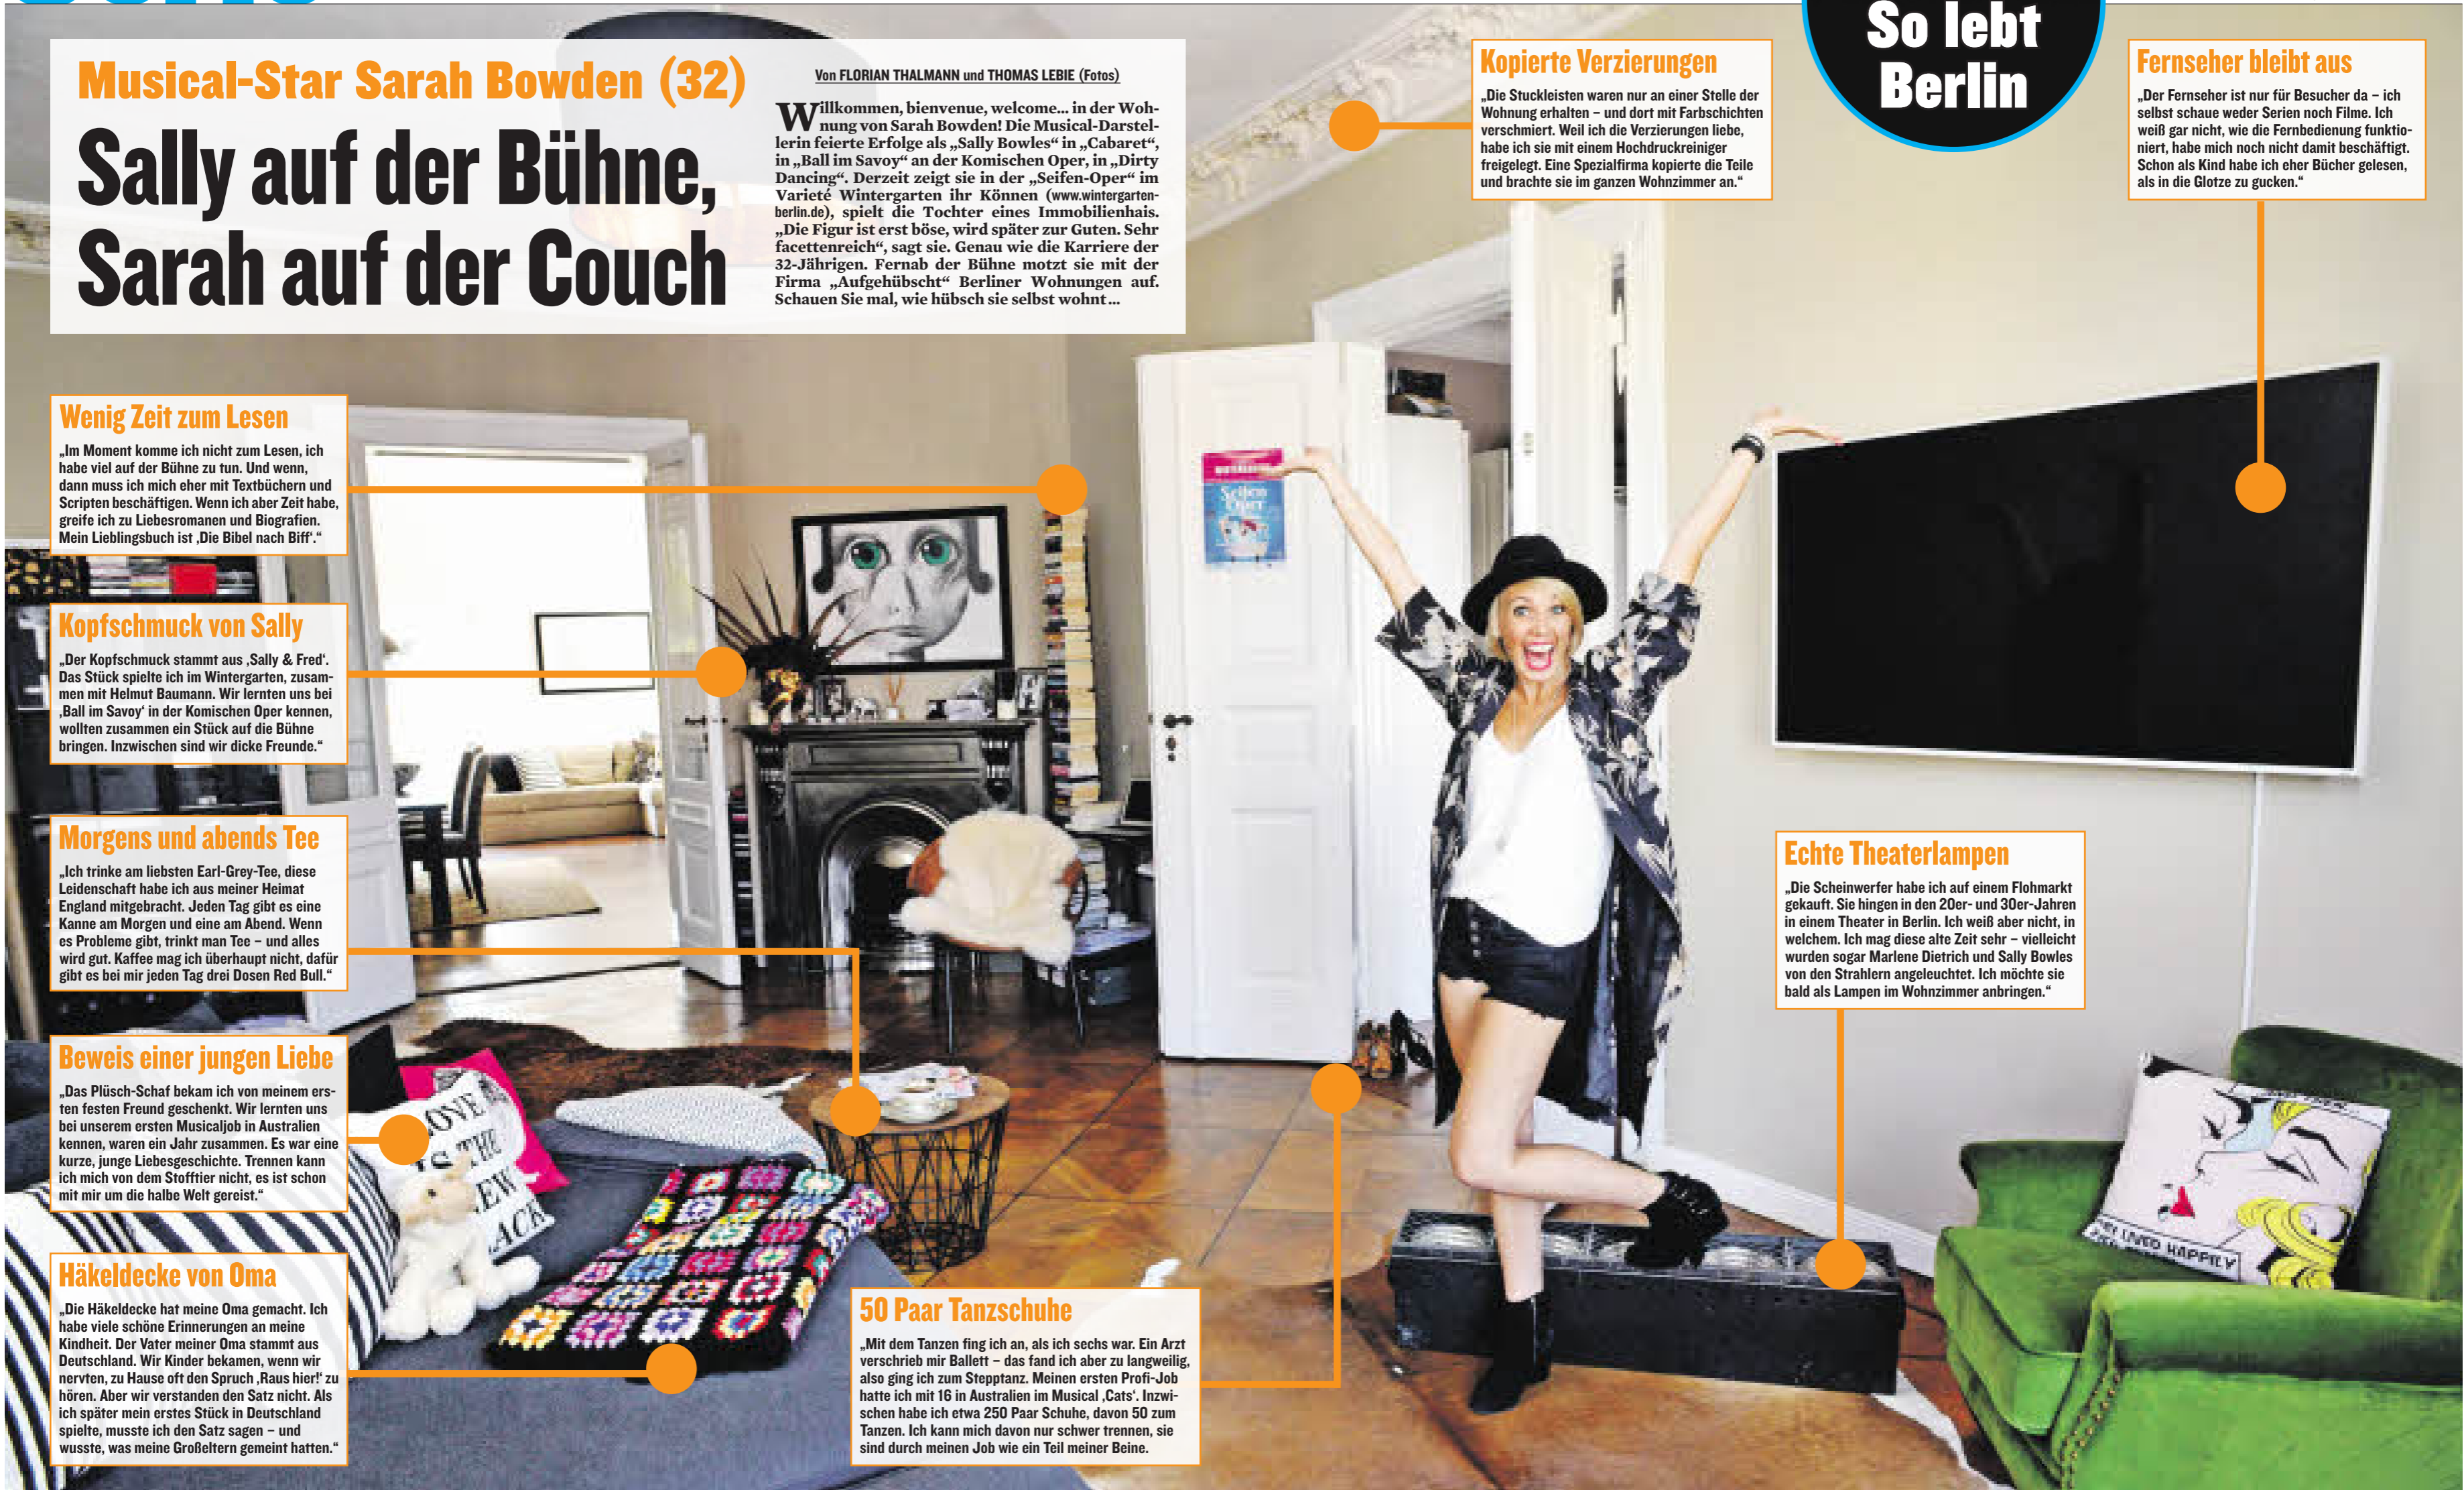 So lebt
Berlin
Musical-Star Sarah Bowden (32)
Sally auf der Bühne,
Sarah auf der Couch
Von FLORIAN THALMANN und THOMAS LEBIE (Fotos)
Willkommen, bienvenue, welcome... in der Woh-
nung von Sarah Bowden! Die Musical-Darstel-
lerin feierte Erfolge als „Sally Bowles“ in „Cabaret“,
in „Ball im Savoy“ an der Komischen Oper, in „Dirty
Dancing“. Derzeit zeigt sie in der „Seifen-Oper“ im
Varieté Wintergarten ihr Können (www.wintergarten-
berlin.de), spielt die Tochter eines Immobilienhais.
„Die Figur ist erst böse, wird später zur Guten. Sehr
facettenreich“, sagt sie. Genau wie die Karriere der
32-Jährigen. Fernab der Bühne motzt sie mit der
Firma „Aufgehübscht“ Berliner Wohnungen auf.
Schauen Sie mal, wie hübsch sie selbst wohnt...
Kopierte Verzierungen
„Die Stuckleisten waren nur an einer Stelle der
Wohnung erhalten – und dort mit Farbschichten
verschmiert. Weil ich die Verzierungen liebe,
habe ich sie mit einem Hochdruckreiniger
freigelegt. Eine Spezialfirma kopierte die Teile
und brachte sie im ganzen Wohnzimmer an.“
Fernseher bleibt aus
„Der Fernseher ist nur für Besucher da – ich
selbst schaue weder Serien noch Filme. Ich
weiß gar nicht, wie die Fernbedienung funktio-
niert, habe mich noch nicht damit beschäftigt.
Schon als Kind habe ich eher Bücher gelesen,
als in die Glotze zu gucken.“
Wenig Zeit zum Lesen
„Im Moment komme ich nicht zum Lesen, ich
habe viel auf der Bühne zu tun. Und wenn,
dann muss ich mich eher mit Textbüchern und
Scripten beschäftigen. Wenn ich aber Zeit habe,
greife ich zu Liebesromanen und Biografien.
Mein Lieblingsbuch ist ‚Die Bibel nach Biff‘.“
Kopfschmuck von Sally
„Der Kopfschmuck stammt aus ‚Sally & Fred‘.
Das Stück spielte ich im Wintergarten, zusam-
men mit Helmut Baumann. Wir lernten uns bei
‚Ball im Savoy‘ in der Komischen Oper kennen,
wollten zusammen ein Stück auf die Bühne
bringen. Inzwischen sind wir dicke Freunde.“
Morgens und abends Tee
„Ich trinke am liebsten Earl-Grey-Tee, diese
Leidenschaft habe ich aus meiner Heimat
England mitgebracht. Jeden Tag gibt es eine
Kanne am Morgen und eine am Abend. Wenn
es Probleme gibt, trinkt man Tee – und alles
wird gut. Kaffee mag ich überhaupt nicht, dafür
gibt es bei mir jeden Tag drei Dosen Red Bull.“
Beweis einer jungen Liebe
„Das Plüsch-Schaf bekam ich von meinem ers-
ten festen Freund geschenkt. Wir lernten uns
bei unserem ersten Musicaljob in Australien
kennen, waren ein Jahr zusammen. Es war eine
kurze, junge Liebesgeschichte. Trennen kann
ich mich von dem Stofftier nicht, es ist schon
mit mir um die halbe Welt gereist.“
Häkeldecke von Oma
„Die Häkeldecke hat meine Oma gemacht. Ich
habe viele schöne Erinnerungen an meine
Kindheit. Der Vater meiner Oma stammt aus
Deutschland. Wir Kinder bekamen, wenn wir
nervten, zu Hause oft den Spruch ‚Raus hier!‘ zu
hören. Aber wir verstanden den Satz nicht. Als
ich später mein erstes Stück in Deutschland
spielte, musste ich den Satz sagen – und
wusste, was meine Großeltern gemeint hatten.“
50 Paar Tanzschuhe
„Mit dem Tanzen fing ich an, als ich sechs war. Ein Arzt
verschrieb mir Ballett – das fand ich aber zu langweilig,
also ging ich zum Stepptanz. Meinen ersten Profi-Job
hatte ich mit 16 in Australien im Musical ‚Cats‘. Inzwi-
schen habe ich etwa 250 Paar Schuhe, davon 50 zum
Tanzen. Ich kann mich davon nur schwer trennen, sie
sind durch meinen Job wie ein Teil meiner Beine.
Echte Theaterlampen
„Die Scheinwerfer habe ich auf einem Flohmarkt
gekauft. Sie hingen in den 20er- und 30er-Jahren
in einem Theater in Berlin. Ich weiß aber nicht, in
welchem. Ich mag diese alte Zeit sehr – vielleicht
wurden sogar Marlene Dietrich und Sally Bowles
von den Strahlern angeleuchtet. Ich möchte sie
bald als Lampen im Wohnzimmer anbringen.“
Seifen
Oper
IS THE
LIVED HAPPILY